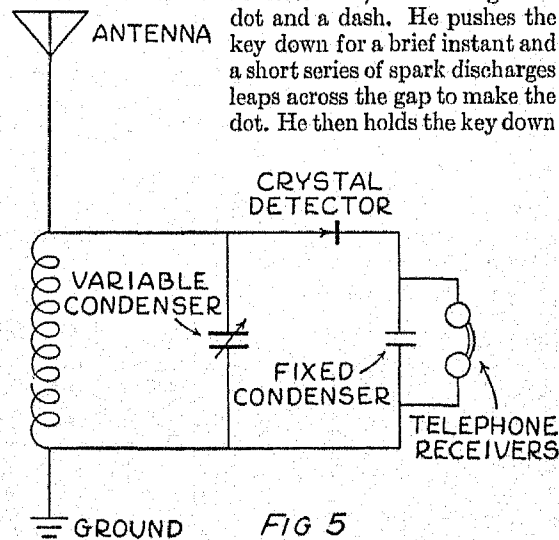 ANTENNA
dot and a dash. He pushes the
key down for a brief instant and
a short series of spark discharges
leaps across the gap to make the
dot. He then holds the key down
CRYSTAL
DETECTOR
VARIABLE
CONDENSER
FIXED
CONDENSER
TELEPHONE
RECEIVERS
GROUND
FIG 5